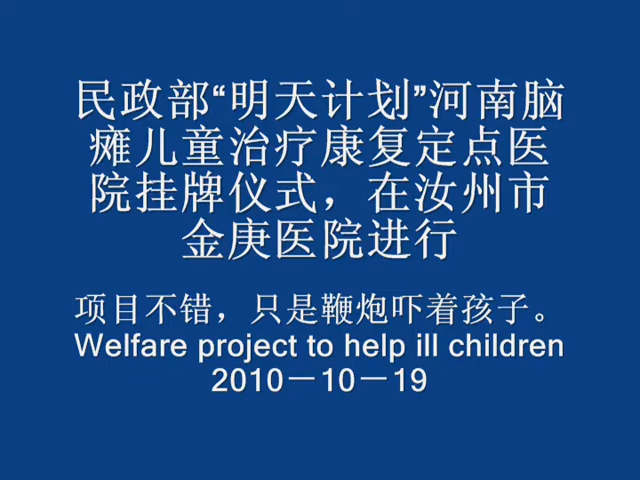 民政部“明天计划”河南脑
瘫儿童治疗康复定点医
院挂牌仪式，在汝州市
金庚医院进行
项目不错，只是鞭炮吓着孩子。
Welfare project to help ill children
2010－10－19